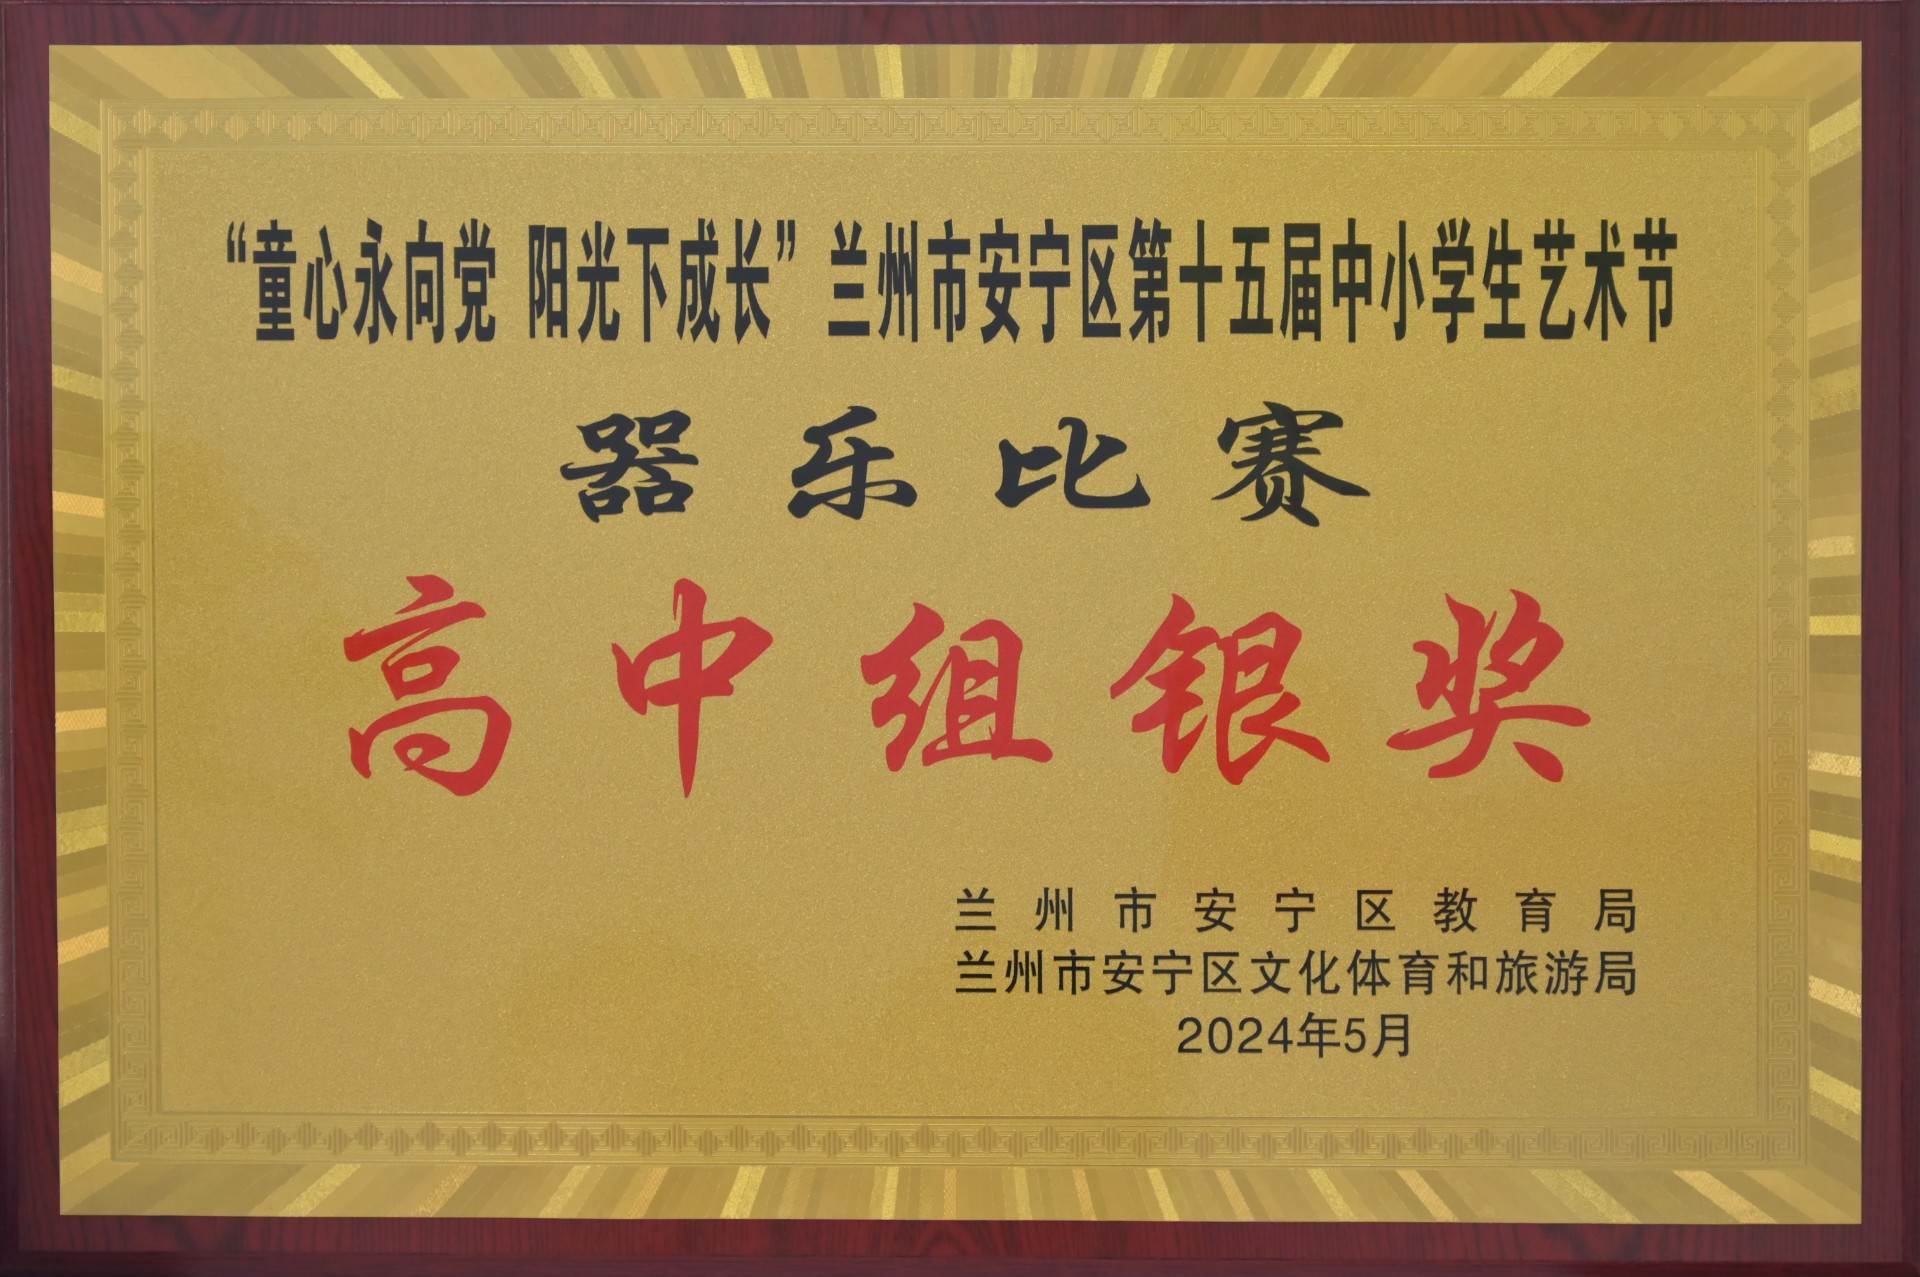 “童心永向党 阳光下成长”兰州市安宁区第十五届中小学生艺术节
器乐比赛
高中组银奖
兰州市安宁区教育局
兰州市安宁区文化体育和旅游局
2024年5月